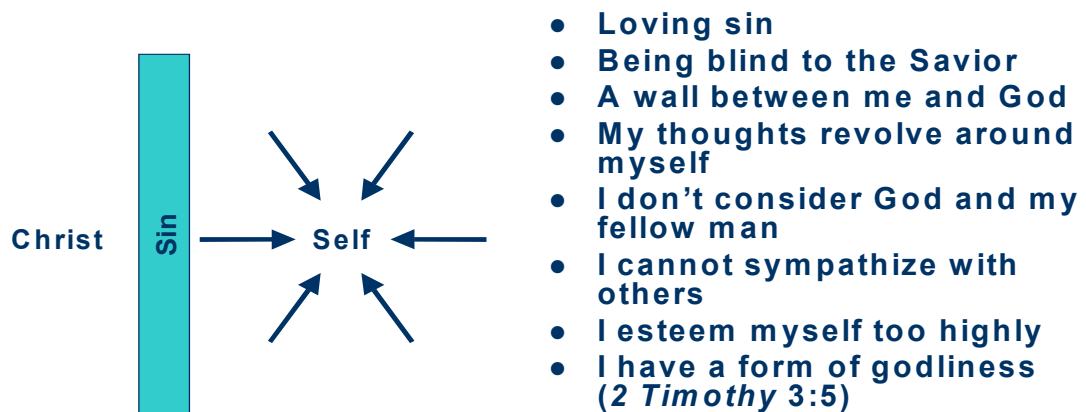 Christ
Sin
Self
● Loving sin
● Being blind to the Savior
● A wall between me and God
● My thoughts revolve around
myself
● I don’t consider God and my
fellow man
● I cannot sympathize with
others
● I esteem myself too highly
● I have a form of godliness
(2 Timothy 3:5)